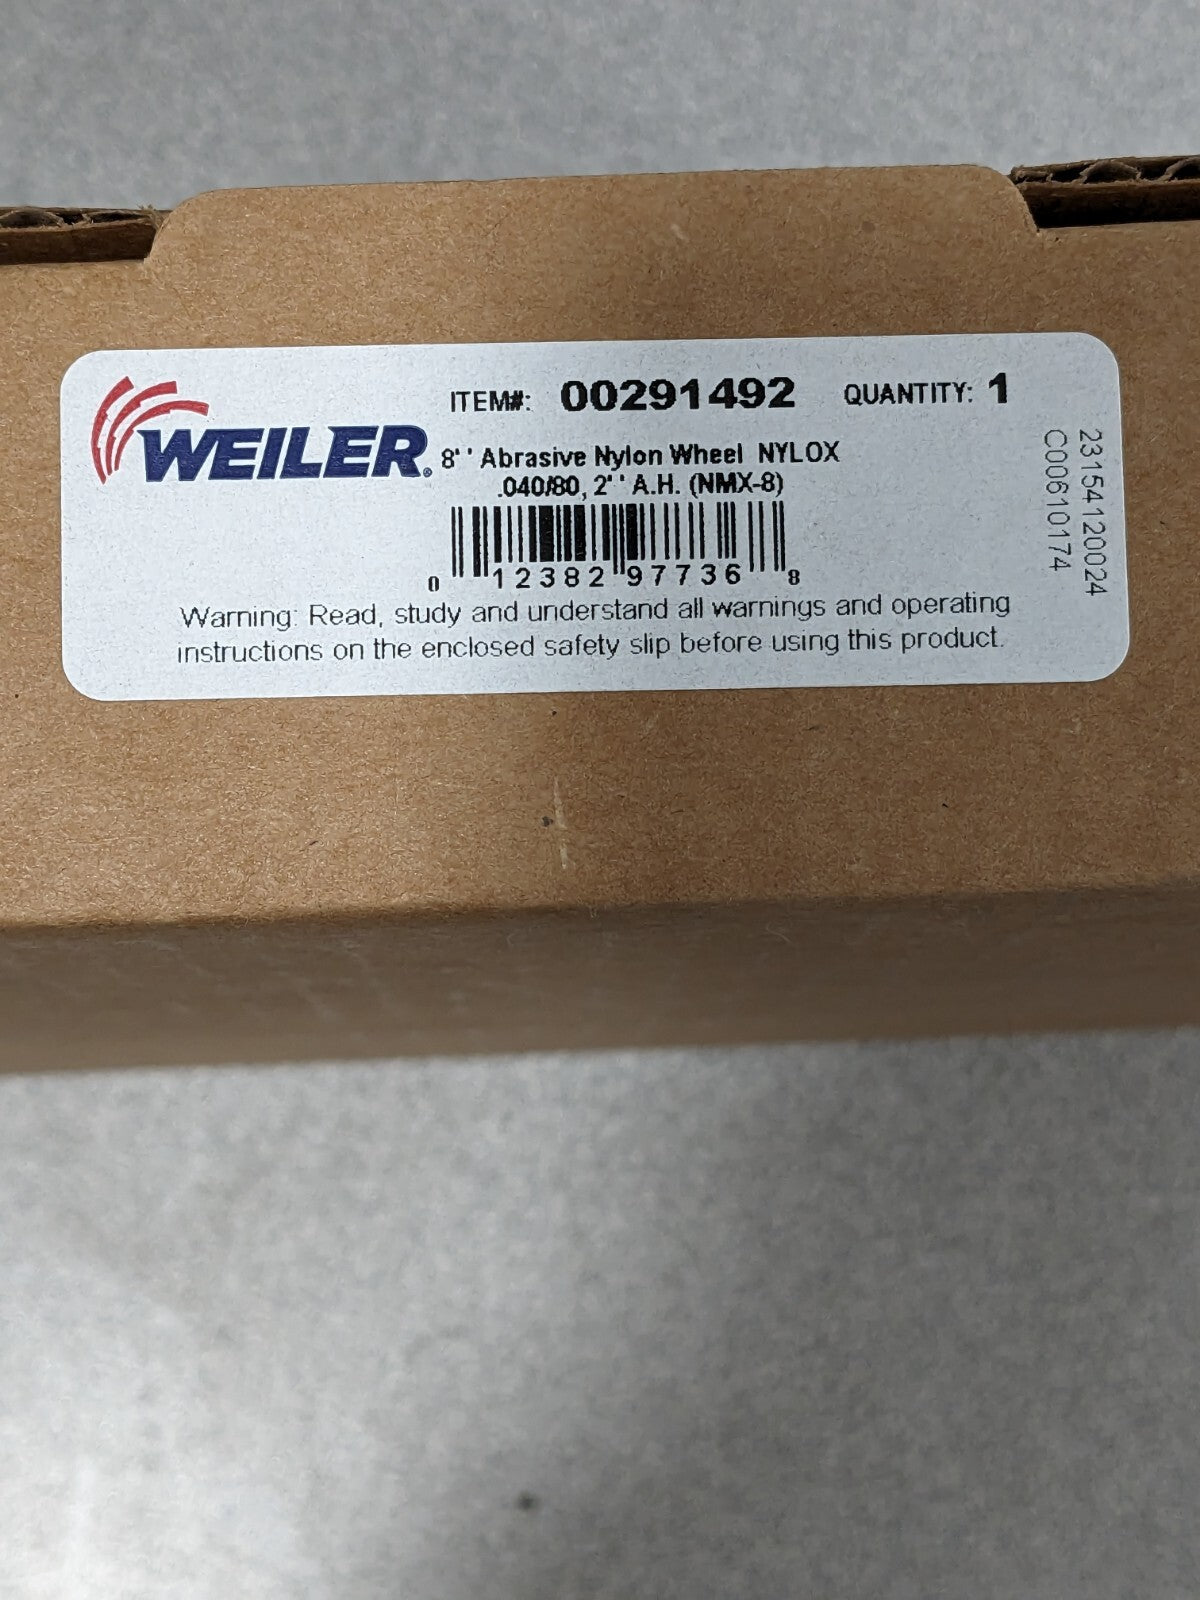 WEILER®
ITEM#: 00291492 QUANTITY: 1
8'' Abrasive Nylon Wheel NYLOX
.040/80, 2'' A.H. (NMX-8)
0 12382 97736 8
Warning: Read, study and understand all warnings and operating
instructions on the enclosed safety slip before using this product.
23154120024
C00610174